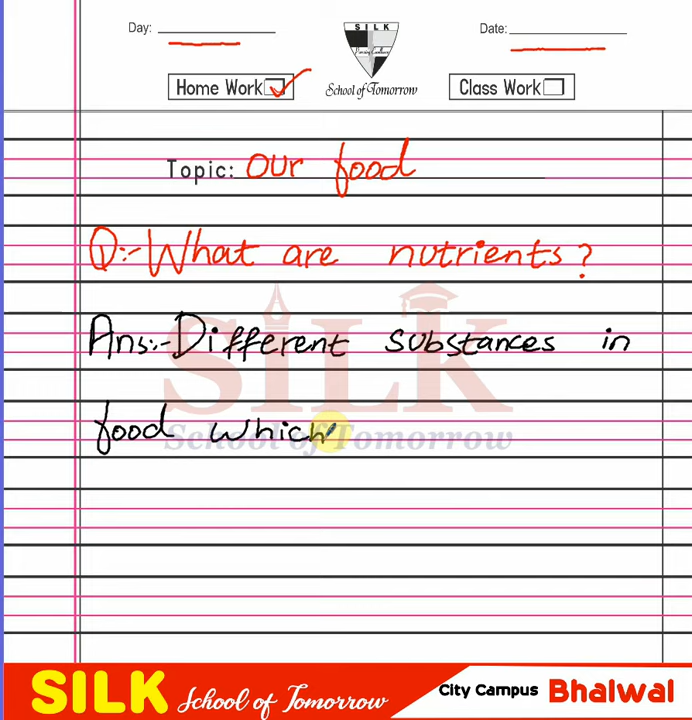 Day:
Date:
SILK
Home Work
School of Tomorrow
Class Work
Topic: Our food
Q:- What are nutrients?
SiLK
Ans:- Different substances in
food which
School of Tomorrow
SILK School of Tomorrow
City Campus Bhalwal